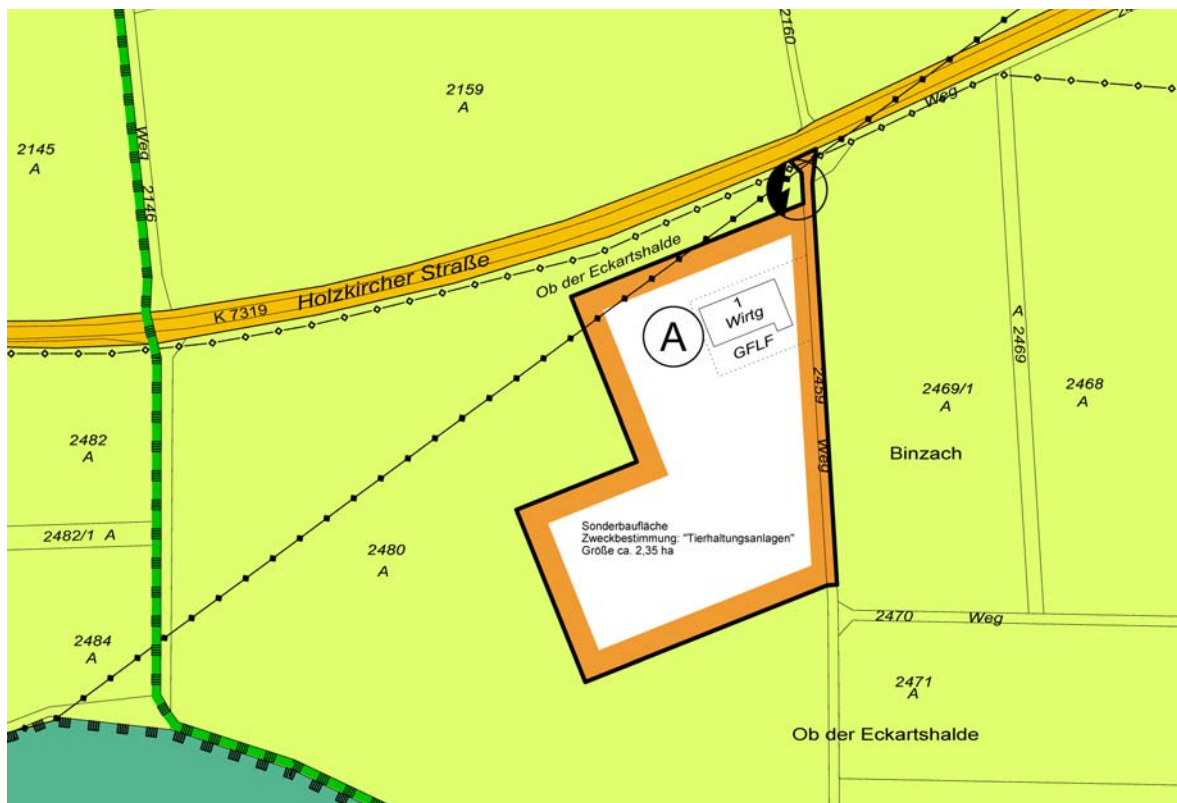 2160
2159
A
2145
A
Weg
2146
Weg
Holzkircher Straße
K 7319
Ob der Eckartshalde
1
Wirtg
GFLF
A
2459
Weg
A 2469
2469/1
A
2468
A
Binzach
2482
A
2482/1 A
2480
A
Sonderbaufläche
Zweckbestimmung: "Tierhaltungsanlagen"
Größe ca. 2,35 ha
2484
A
2470 Weg
2471
A
Ob der Eckartshalde